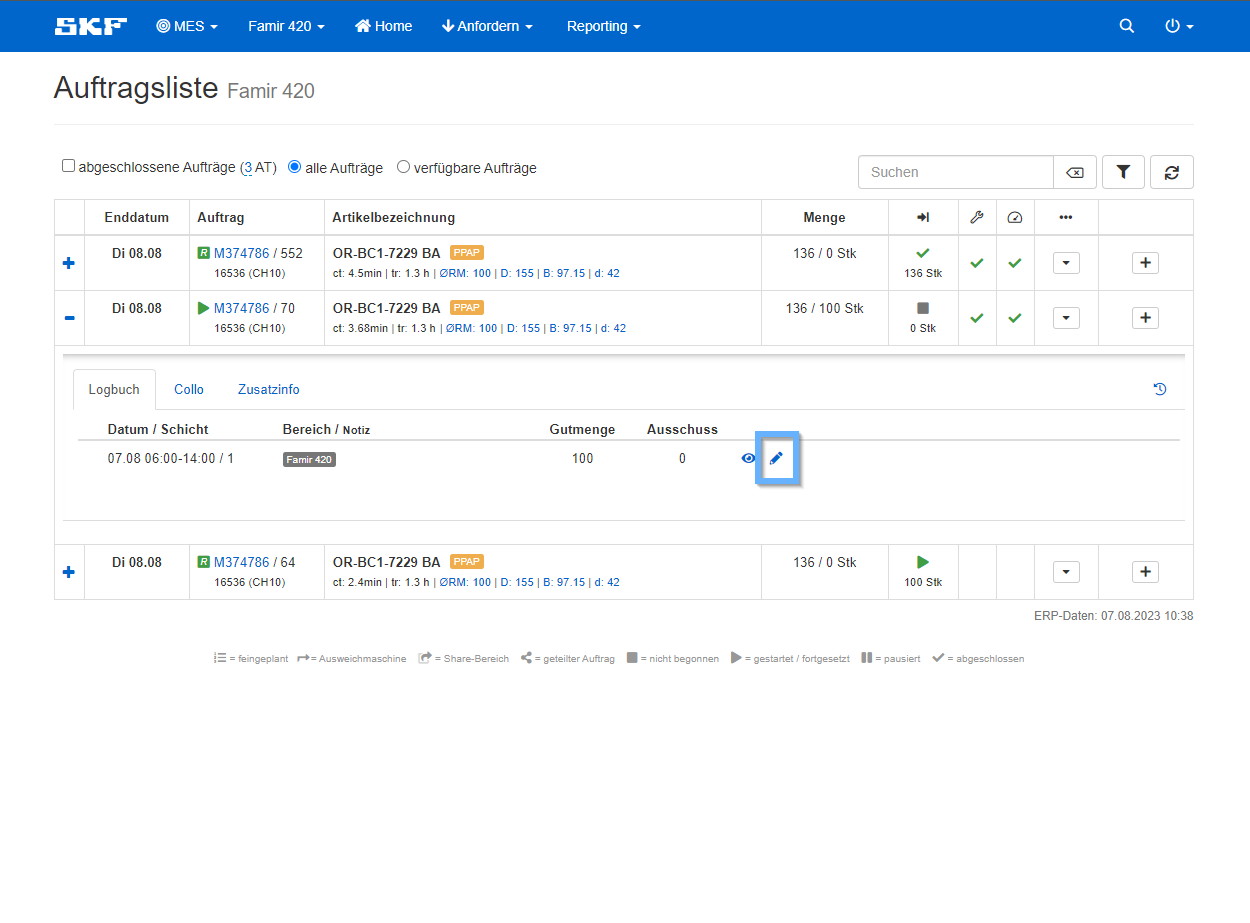 SKF MES Famir 420 Home Anfordern Reporting
Auftragsliste Famir 420
abgeschlossene Aufträge (3 AT) alle Aufträge verfügbare Aufträge Suchen
Enddatum Auftrag Artikelbezeichnung Menge
Di 08.08 R M374786 / 552 OR-BC1-7229 BA PPAP 136 / 0 Stk
16536 (CH10) ct: 4.5min | tr: 1.3 h | ØRM: 100 | D: 155 | B: 97.15 | d: 42 136 Stk
Di 08.08 M374786 / 70 OR-BC1-7229 BA PPAP 136 / 100 Stk
16536 (CH10) ct: 3.68min | tr: 1.3 h | ØRM: 100 | D: 155 | B: 97.15 | d: 42 0 Stk
Logbuch Collo Zusatzinfo
Datum / Schicht Bereich / Notiz Gutmenge Ausschuss
07.08 06:00-14:00 / 1 Famir 420 100 0
Di 08.08 R M374786 / 64 OR-BC1-7229 BA PPAP 136 / 0 Stk
16536 (CH10) ct: 2.4min | tr: 1.3 h | ØRM: 100 | D: 155 | B: 97.15 | d: 42 100 Stk
ERP-Daten: 07.08.2023 10:38
= feingeplant = Ausweichmaschine = Share-Bereich = geteilter Auftrag = nicht begonnen = gestartet / fortgesetzt = pausiert = abgeschlossen